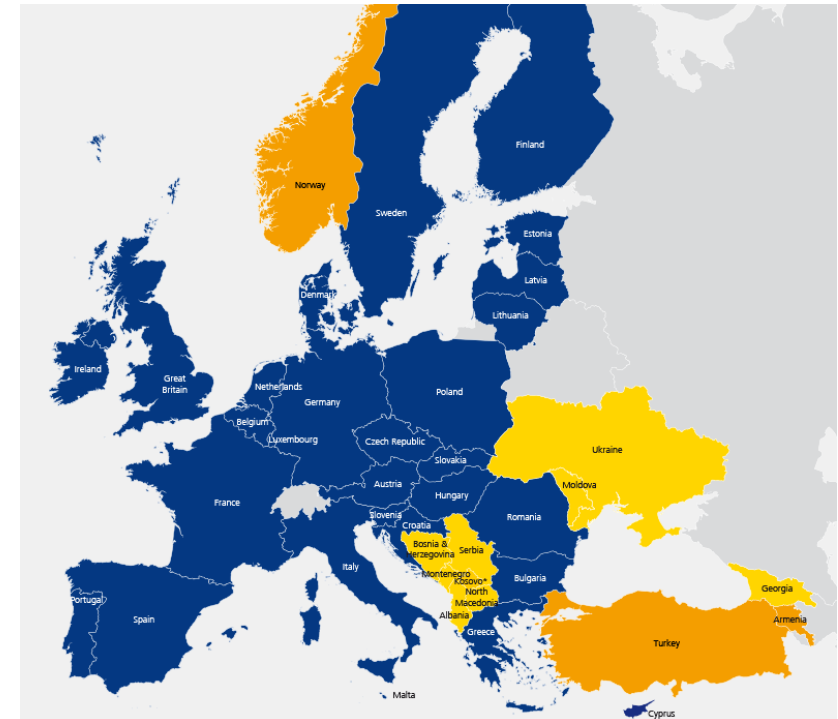 Finland
Norway
Sweden
Estonia
Latvia
Denmark
Lithuania
Ireland
Great
Britain
Netherlands
Poland
Germany
Belgium
Luxembourg
Czech Republic
Ukraine
Slovakia
Austria
Moldova
Hungary
France
Slovenia
Romania
Croatia
Bosnia &
Herzegovina
Serbia
Italy
Montenegro
Kosovo*
Bulgaria
North
Macedonia
Georgia
Portugal
Spain
Albania
Armenia
Greece
Turkey
Malta
Cyprus